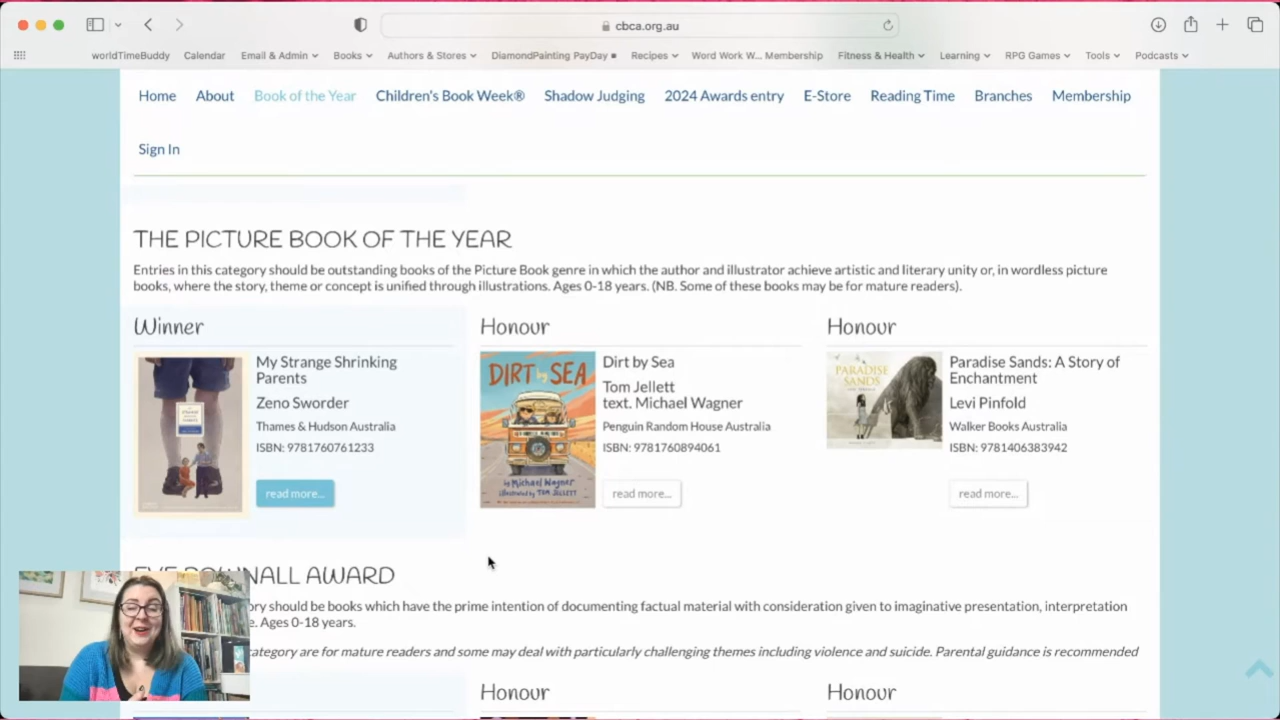 cbca.org.au
worldTimeBuddy Calendar Email & Admin Books Authors & Stores DiamondPainting PayDay Recipes Word Work W... Membership Fitness & Health Learning RPG Games Tools Podcasts
Home About Book of the Year Children's Book Week® Shadow Judging 2024 Awards entry E-Store Reading Time Branches Membership
Sign In
THE PICTURE BOOK OF THE YEAR
Entries in this category should be outstanding books of the Picture Book genre in which the author and illustrator achieve artistic and literary unity or, in wordless picture
books, where the story, theme or concept is unified through illustrations. Ages 0-18 years. (NB. Some of these books may be for mature readers).
Winner
My Strange Shrinking
Parents
Zeno Sworder
Thames & Hudson Australia
ISBN: 9781760761233
read more...
Honour
DIRT by SEA
by Michael Wagner
illustrated by TOM JELLETT
Dirt by Sea
Tom Jellett
text. Michael Wagner
Penguin Random House Australia
ISBN: 9781760894061
read more...
Honour
PARADISE
SANDS
Paradise Sands: A Story of
Enchantment
Levi Pinfold
Walker Books Australia
ISBN: 9781406383942
read more...
AWARD
should be books which have the prime intention of documenting factual material with consideration given to imaginative presentation, interpretation
Ages 0-18 years.
category are for mature readers and some may deal with particularly challenging themes including violence and suicide. Parental guidance is recommended
Honour
Honour